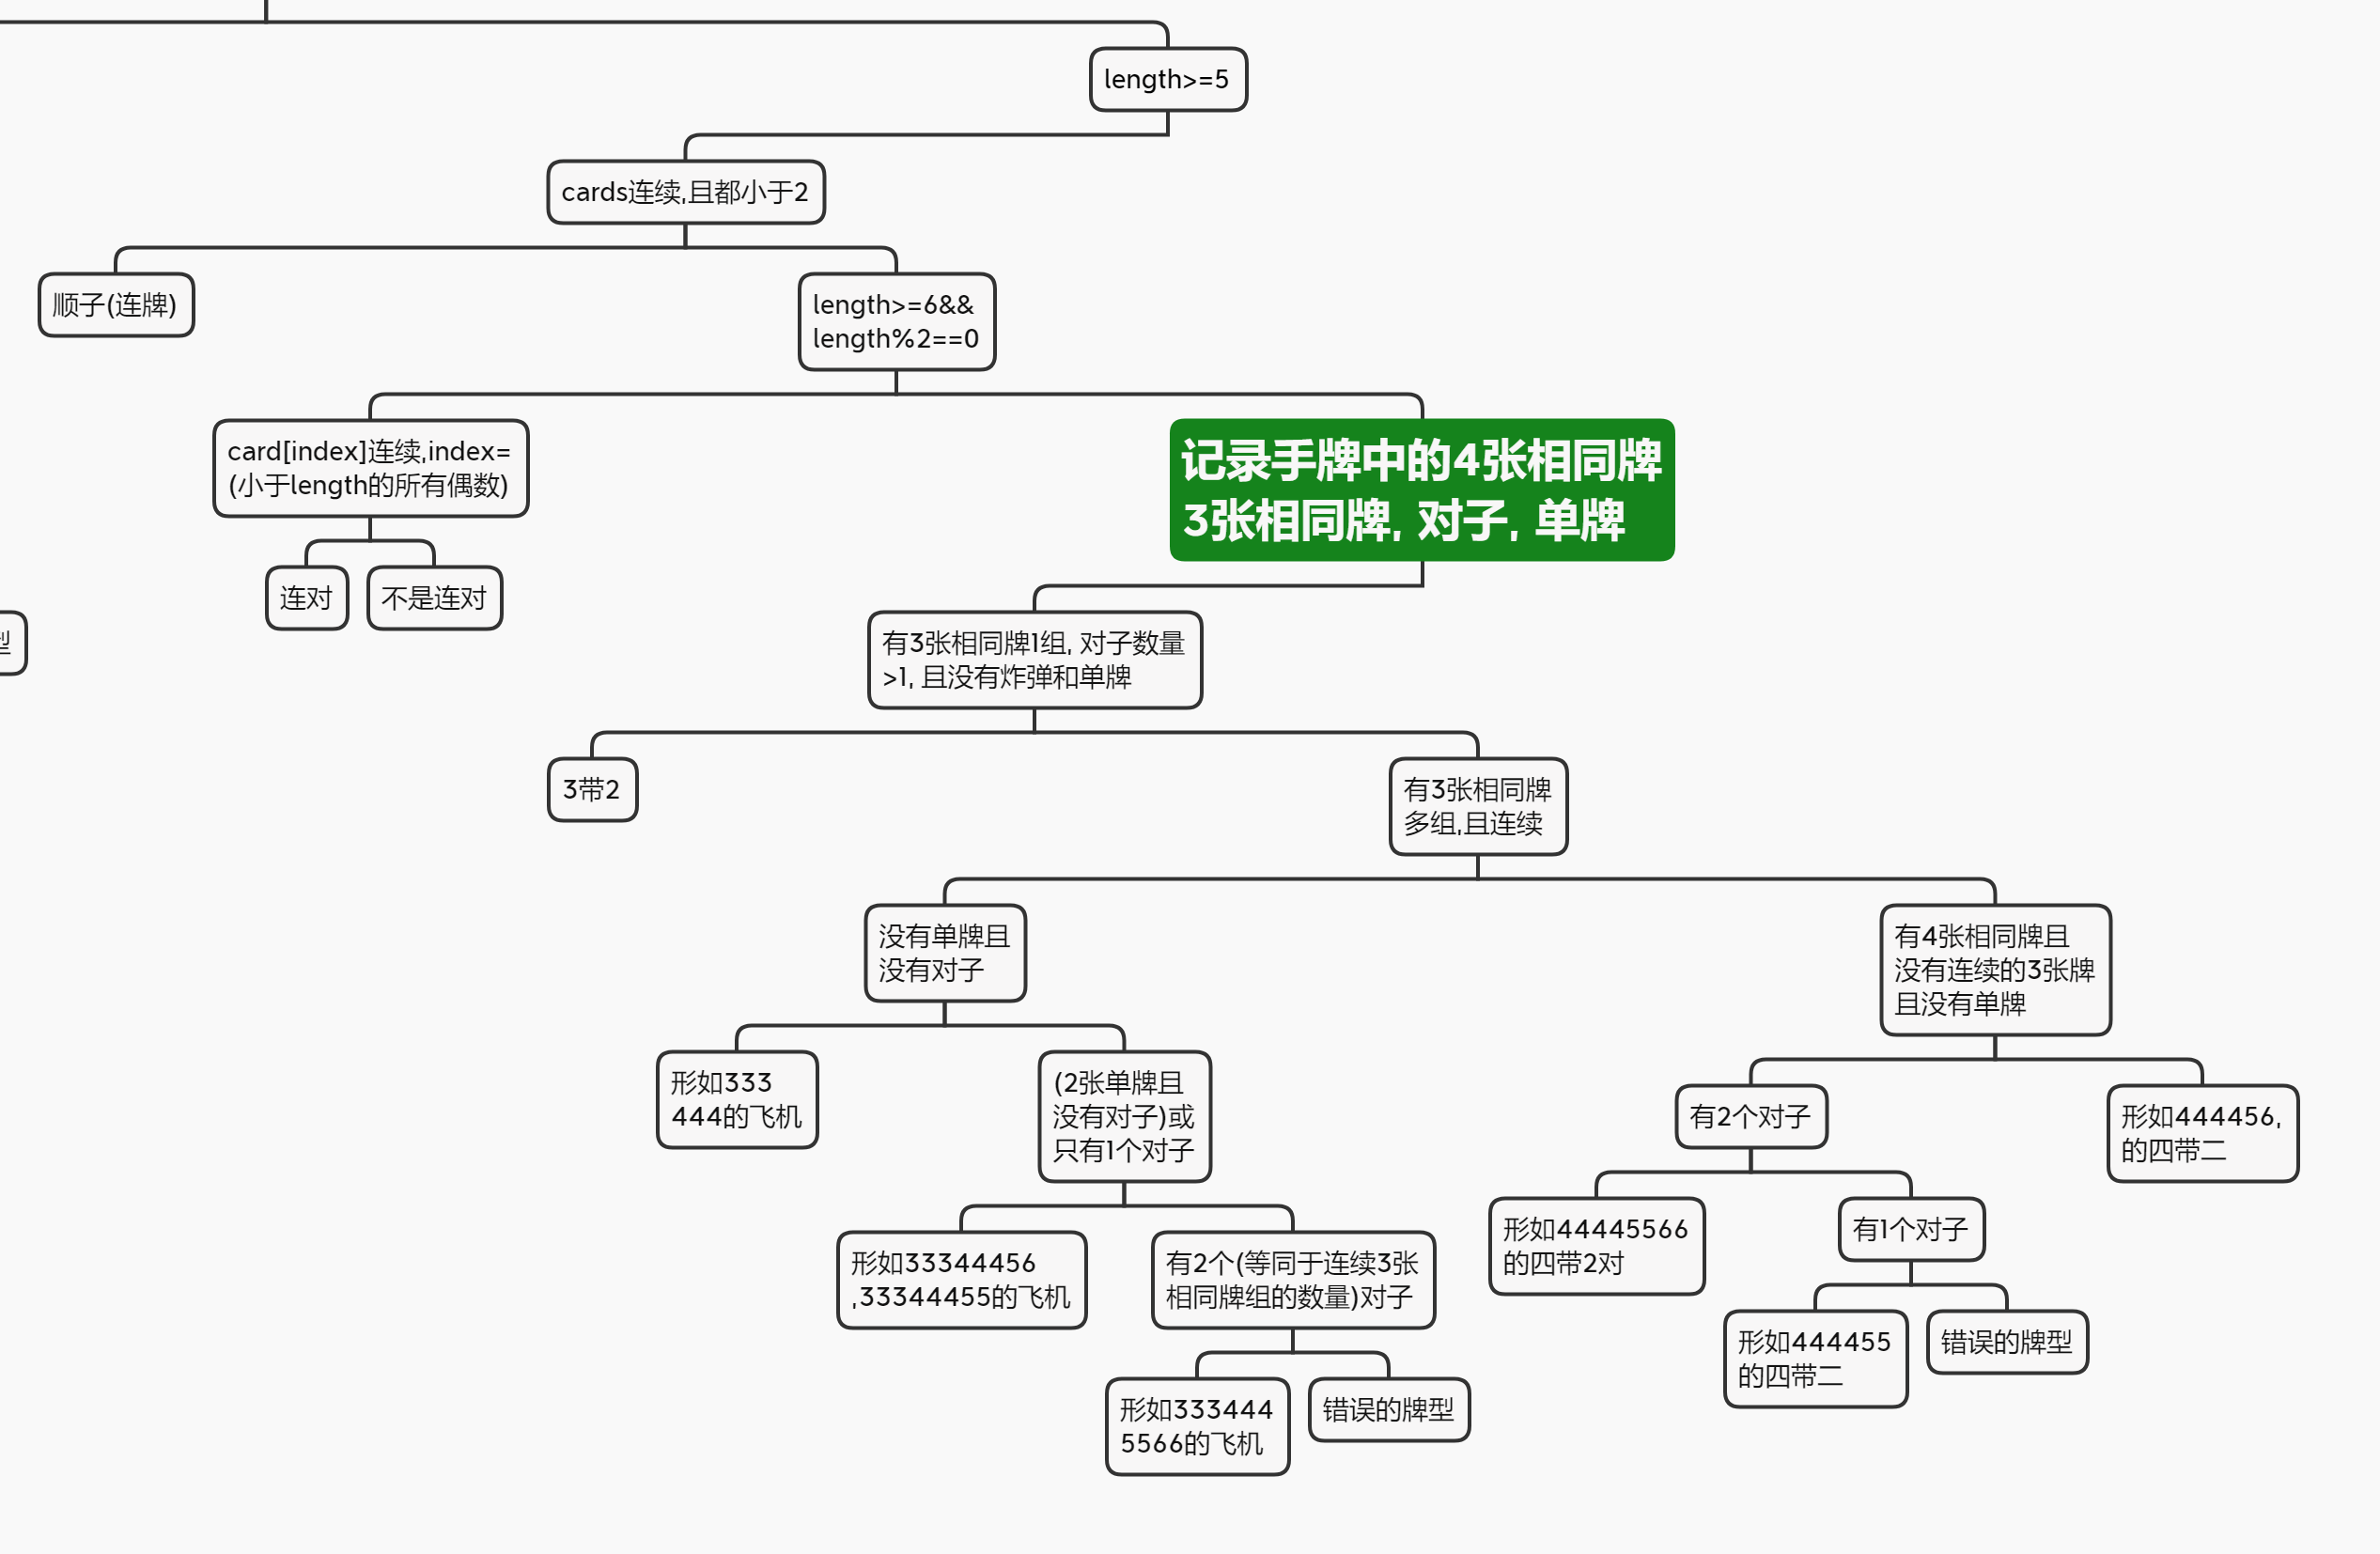 length>=5
cards连续,且都小于2
顺子(连牌)
length>=6&&
length%2==0
card[index]连续,index=
(小于length的所有偶数)
记录手牌中的4张相同牌
3张相同牌, 对子, 单牌
连对
不是连对
型
有3张相同牌1组, 对子数量
>1, 且没有炸弹和单牌
3带2
有3张相同牌
多组,且连续
没有单牌且
没有对子
有4张相同牌且
没有连续的3张牌
且没有单牌
形如333
444的飞机
(2张单牌且
没有对子)或
只有1个对子
有2个对子
形如444456,
的四带二
形如33344456
,33344455的飞机
有2个(等同于连续3张
相同牌组的数量)对子
形如44445566
的四带2对
有1个对子
形如333444
5566的飞机
错误的牌型
形如444455
的四带二
错误的牌型